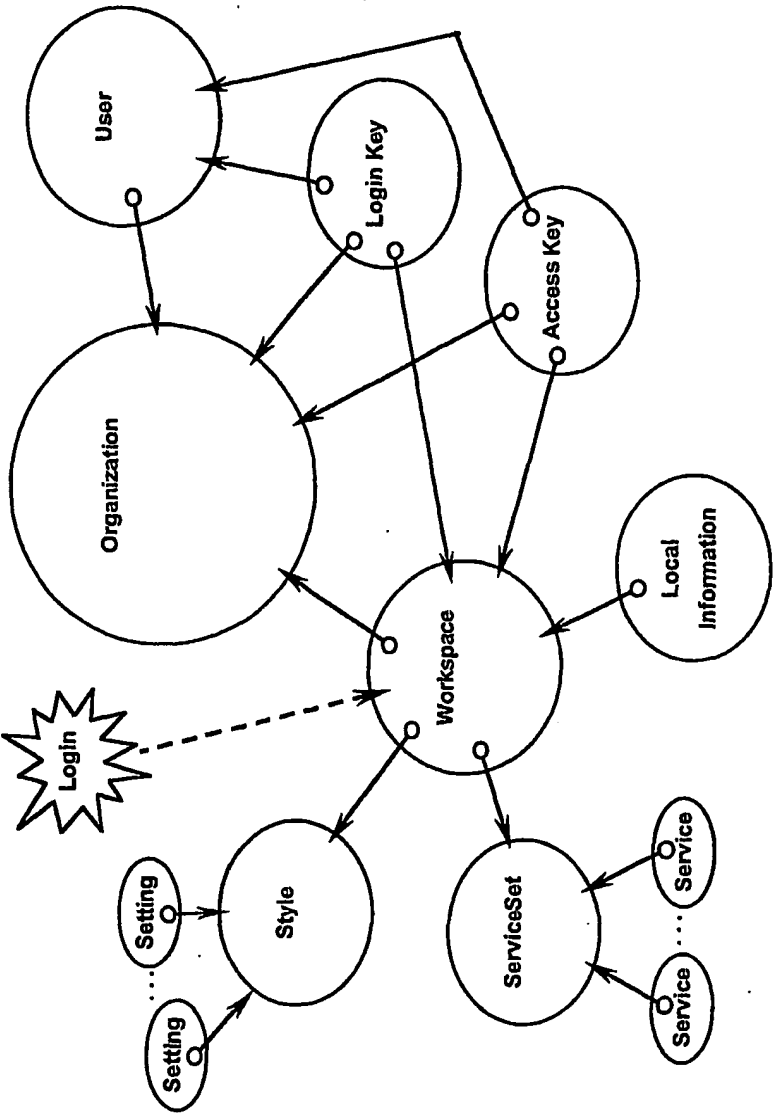 Setting
Setting
Style
Login
ServiceSet
Service
Service
Workspace
Organization
Local
Information
User
Login Key
Access Key